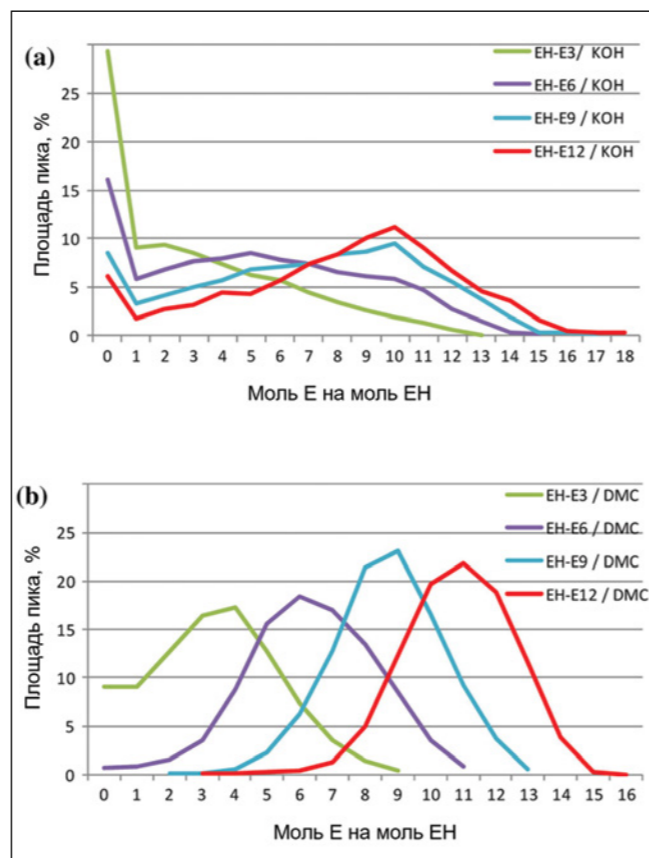 (a)
EH-E3/ KOH
EH-E6 / KOH
EH-E9 / KOH
EH-E12 / KOH
Площадь пика, %
25
20
15
10
5
0
0 1 2 3 4 5 6 7 8 9 10 11 12 13 14 15 16 17 18
Моль E на моль EH
(b)
EH-E3 / DMC
EH-E6 / DMC
EH-E9 / DMC
EH-E12 / DMC
Площадь пика, %
25
20
15
10
5
0
0 1 2 3 4 5 6 7 8 9 10 11 12 13 14 15 16
Моль E на моль EH